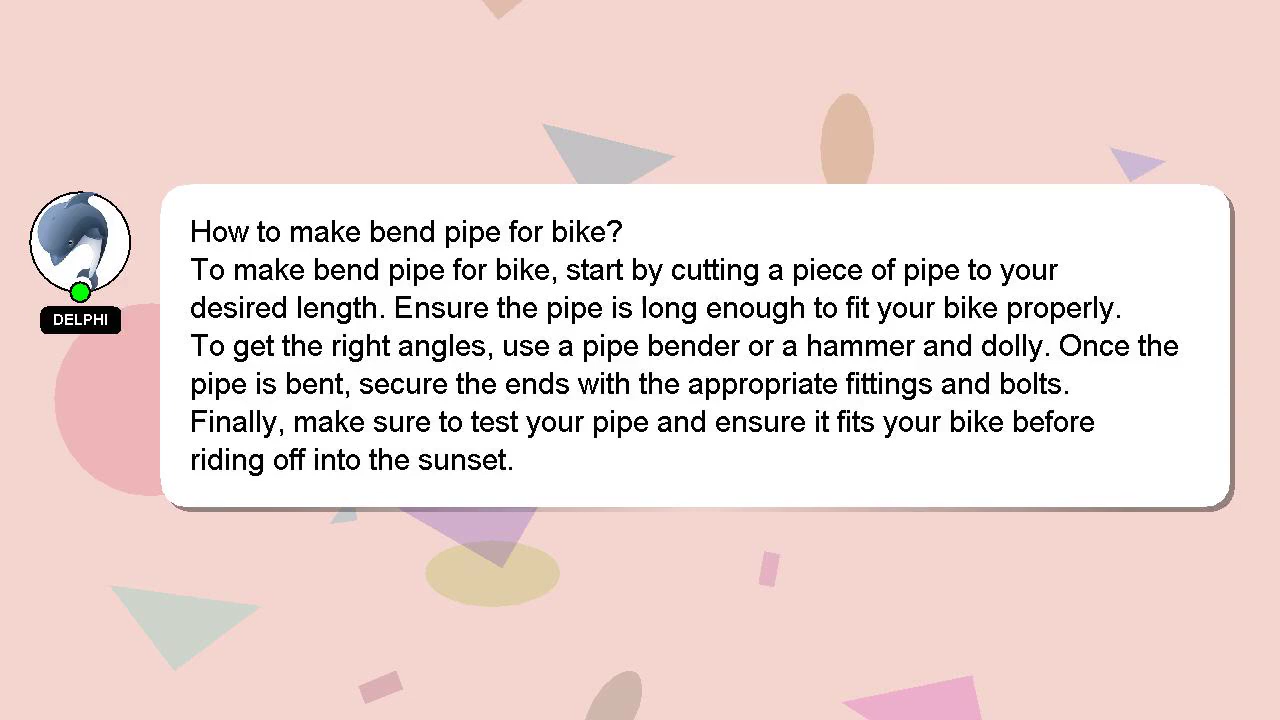 DELPHI
How to make bend pipe for bike?
To make bend pipe for bike, start by cutting a piece of pipe to your
desired length. Ensure the pipe is long enough to fit your bike properly.
To get the right angles, use a pipe bender or a hammer and dolly. Once the
pipe is bent, secure the ends with the appropriate fittings and bolts.
Finally, make sure to test your pipe and ensure it fits your bike before
riding off into the sunset.